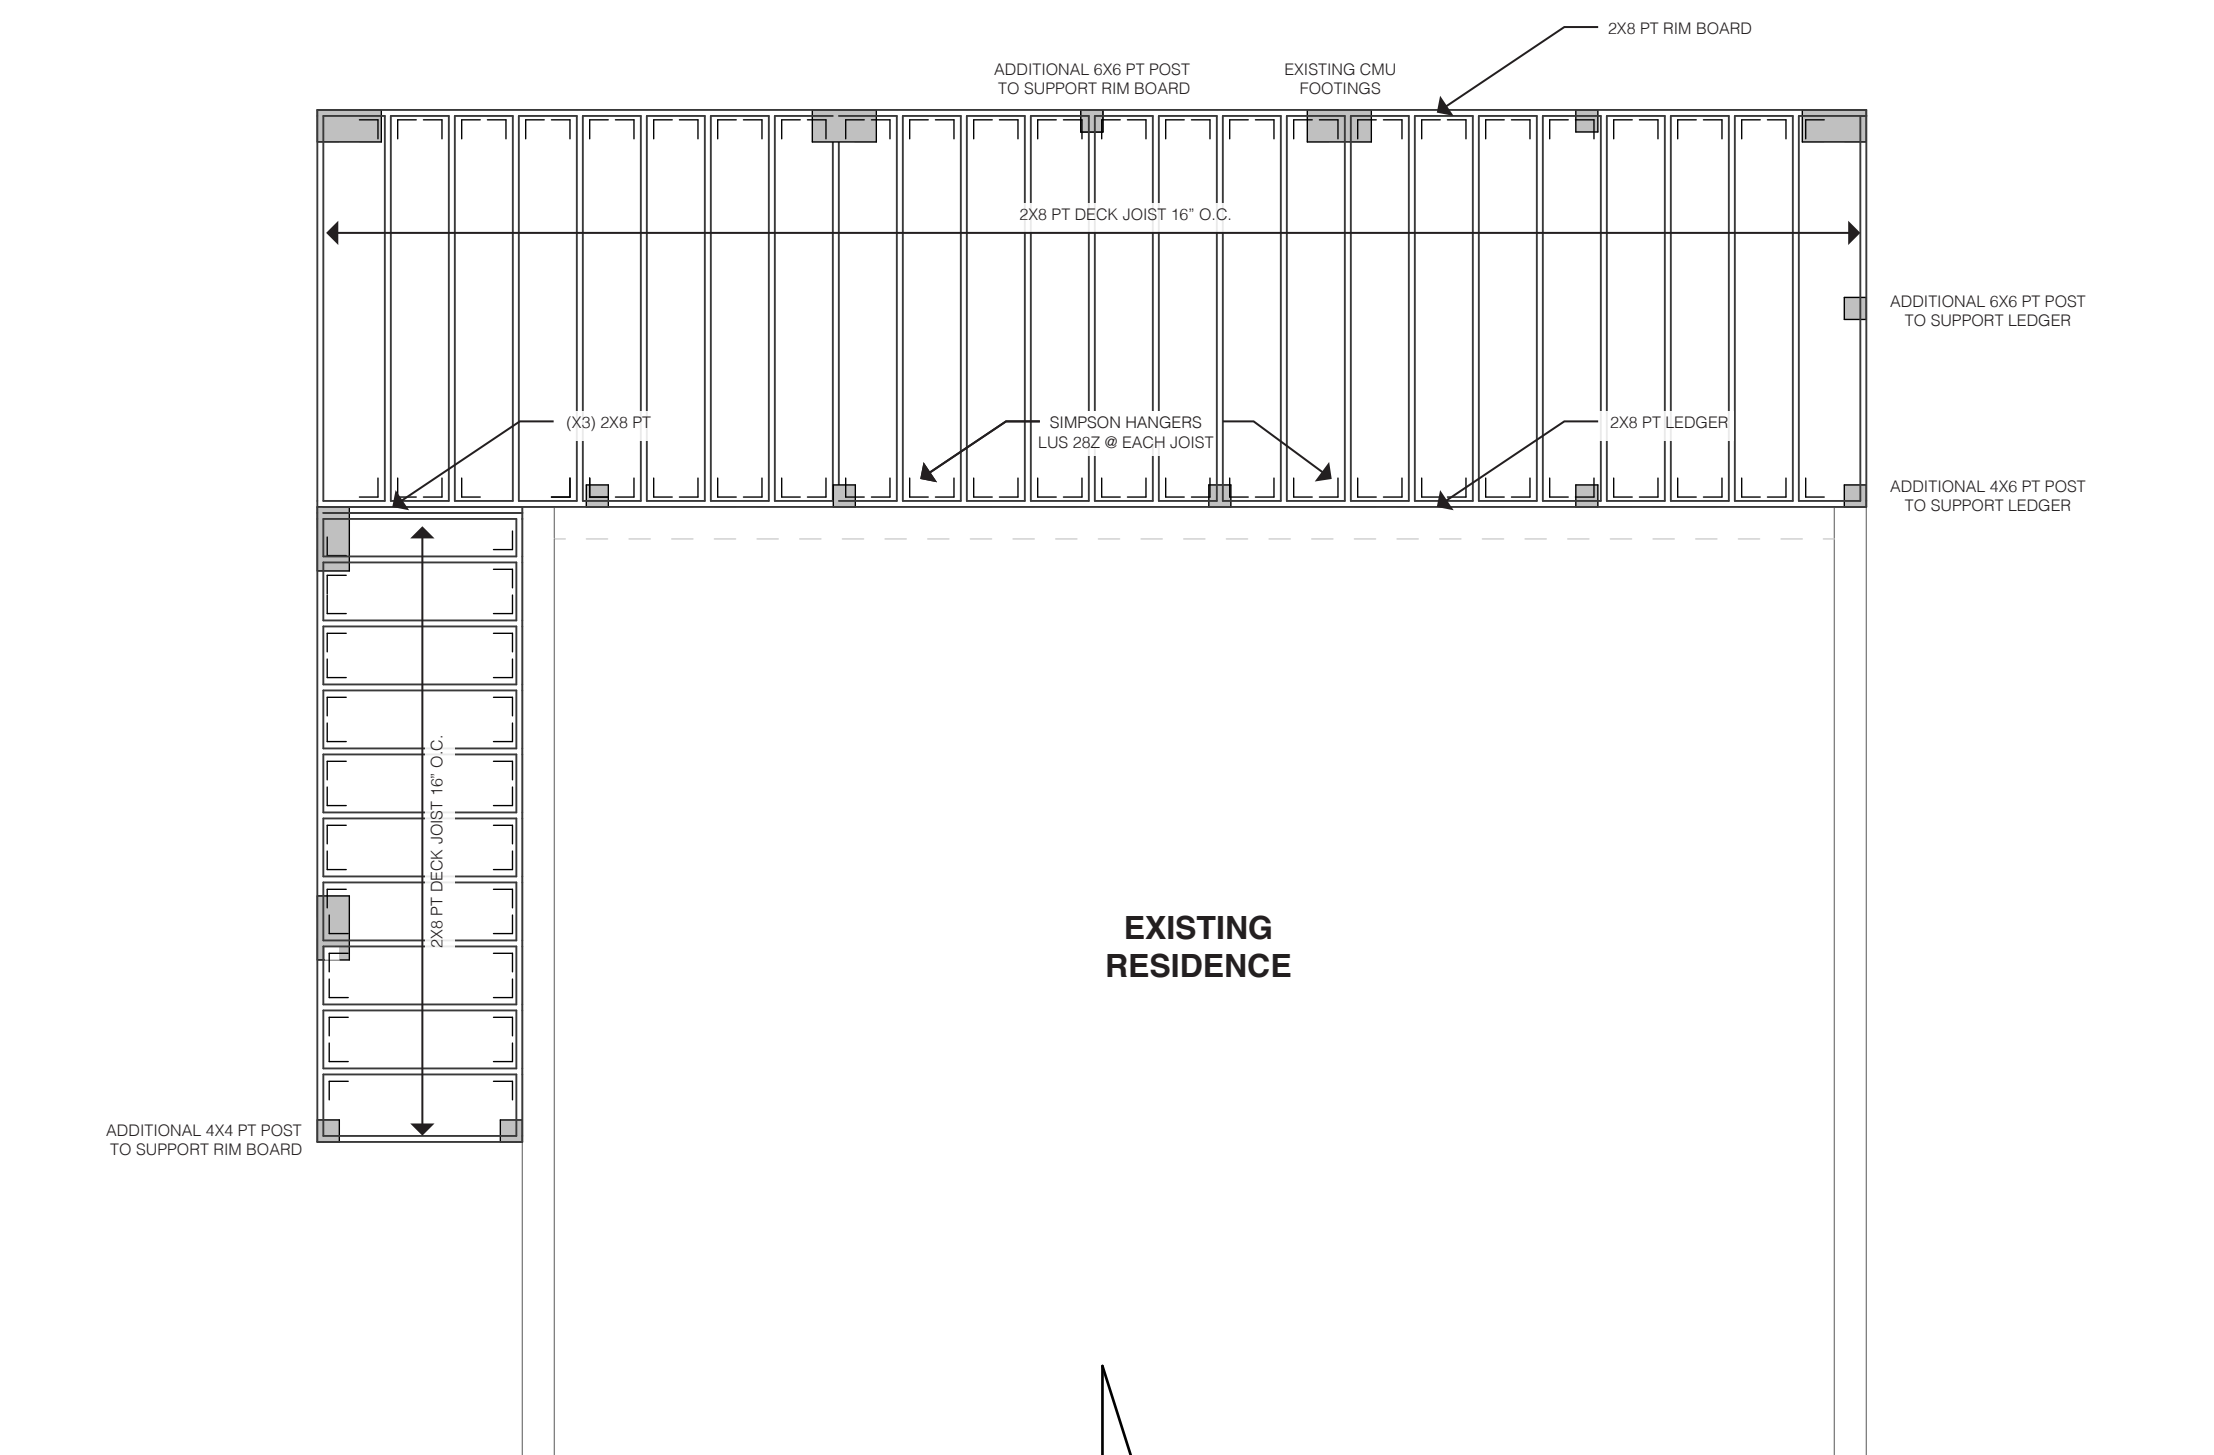 2X8 PT RIM BOARD
ADDITIONAL 6X6 PT POST
TO SUPPORT RIM BOARD
EXISTING CMU
FOOTINGS
2X8 PT DECK JOIST 16" O.C.
ADDITIONAL 6X6 PT POST
TO SUPPORT LEDGER
(X3) 2X8 PT
SIMPSON HANGERS
LUS 28Z @ EACH JOIST
2X8 PT LEDGER
ADDITIONAL 4X6 PT POST
TO SUPPORT LEDGER
2X8 PT DECK JOIST 16" O.C.
EXISTING
RESIDENCE
ADDITIONAL 4X4 PT POST
TO SUPPORT RIM BOARD